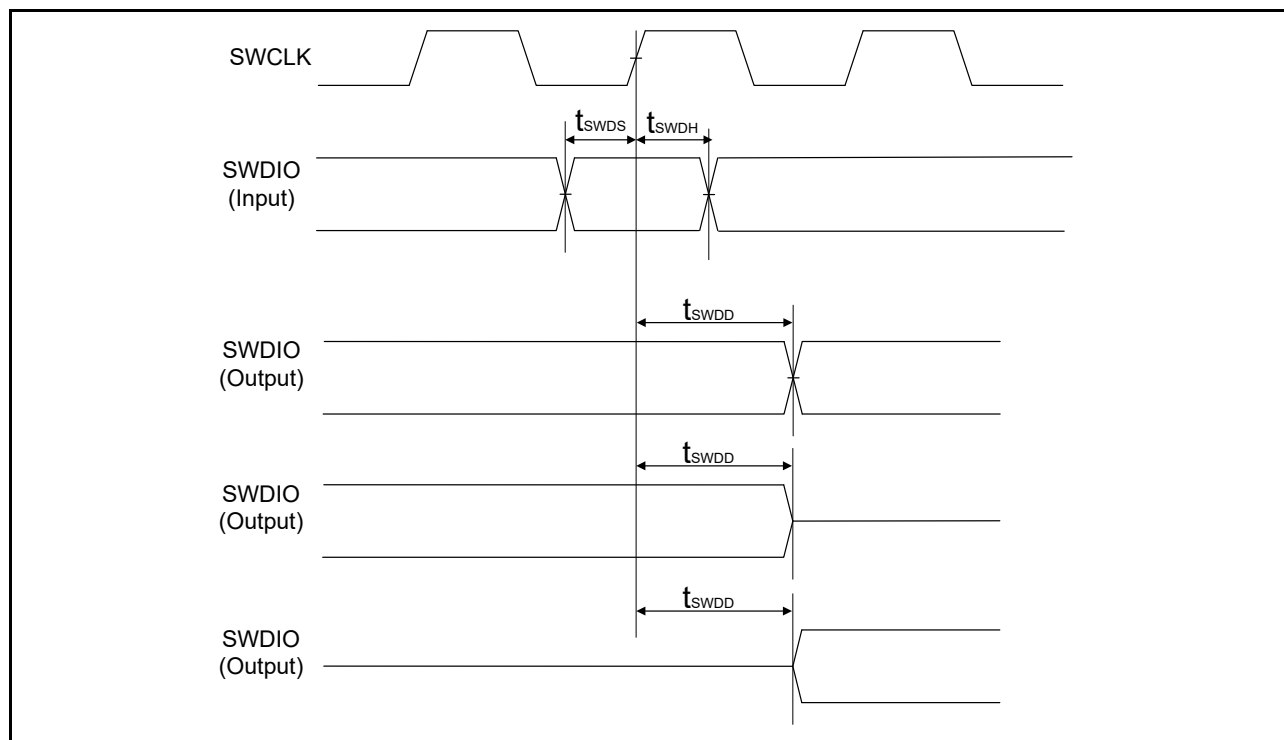 SWCLK
tSWDS
tSWDH
SWDIO
(Input)
tSWDD
SWDIO
(Output)
tSWDD
SWDIO
(Output)
tSWDD
SWDIO
(Output)